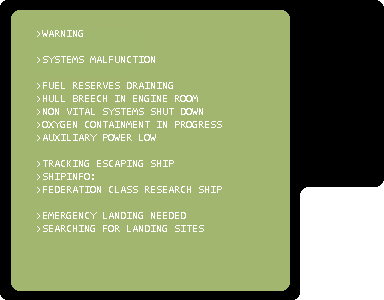 >WARNING
>SYSTEMS MALFUNCTION
>FUEL RESERVES DRAINING
>HULL BREECH IN ENGINE ROOM
>NON VITAL SYSTEMS SHUT DOWN
>OXYGEN CONTAINMENT IN PROGRESS
>AUXILIARY POWER LOW
>TRACKING ESCAPING SHIP
>SHIPINFO:
>FEDERATION CLASS RESEARCH SHIP
>EMERGENCY LANDING NEEDED
>SEARCHING FOR LANDING SITES